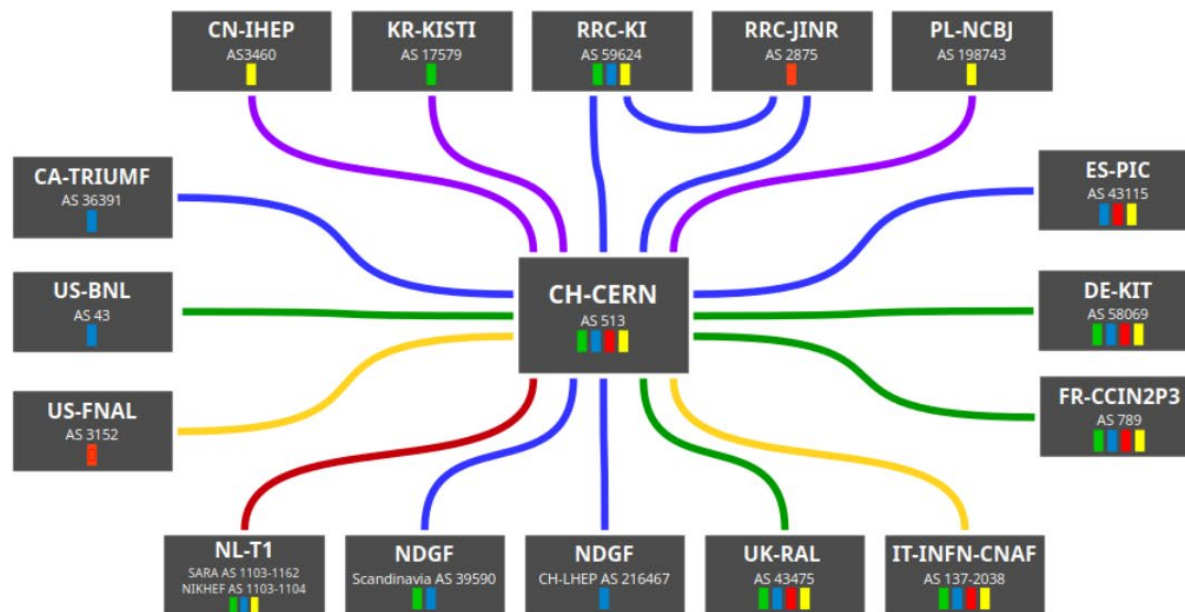 CN-IHEP
AS3460
KR-KISTI
AS 17579
RRC-KI
AS 59624
RRC-JINR
AS 2875
PL-NCBJ
AS 198743
CA-TRIUMF
AS 36391
ES-PIC
AS 43115
US-BNL
AS 43
CH-CERN
AS 513
DE-KIT
AS 58069
US-FNAL
AS 3152
FR-CCIN2P3
AS 789
NL-T1
SARA AS 1103-1162
NIKHEF AS 1103-1104
NDGF
Scandinavia AS 39590
NDGF
CH-LHEP AS 216467
UK-RAL
AS 43475
IT-INFN-CNAF
AS 137-2038